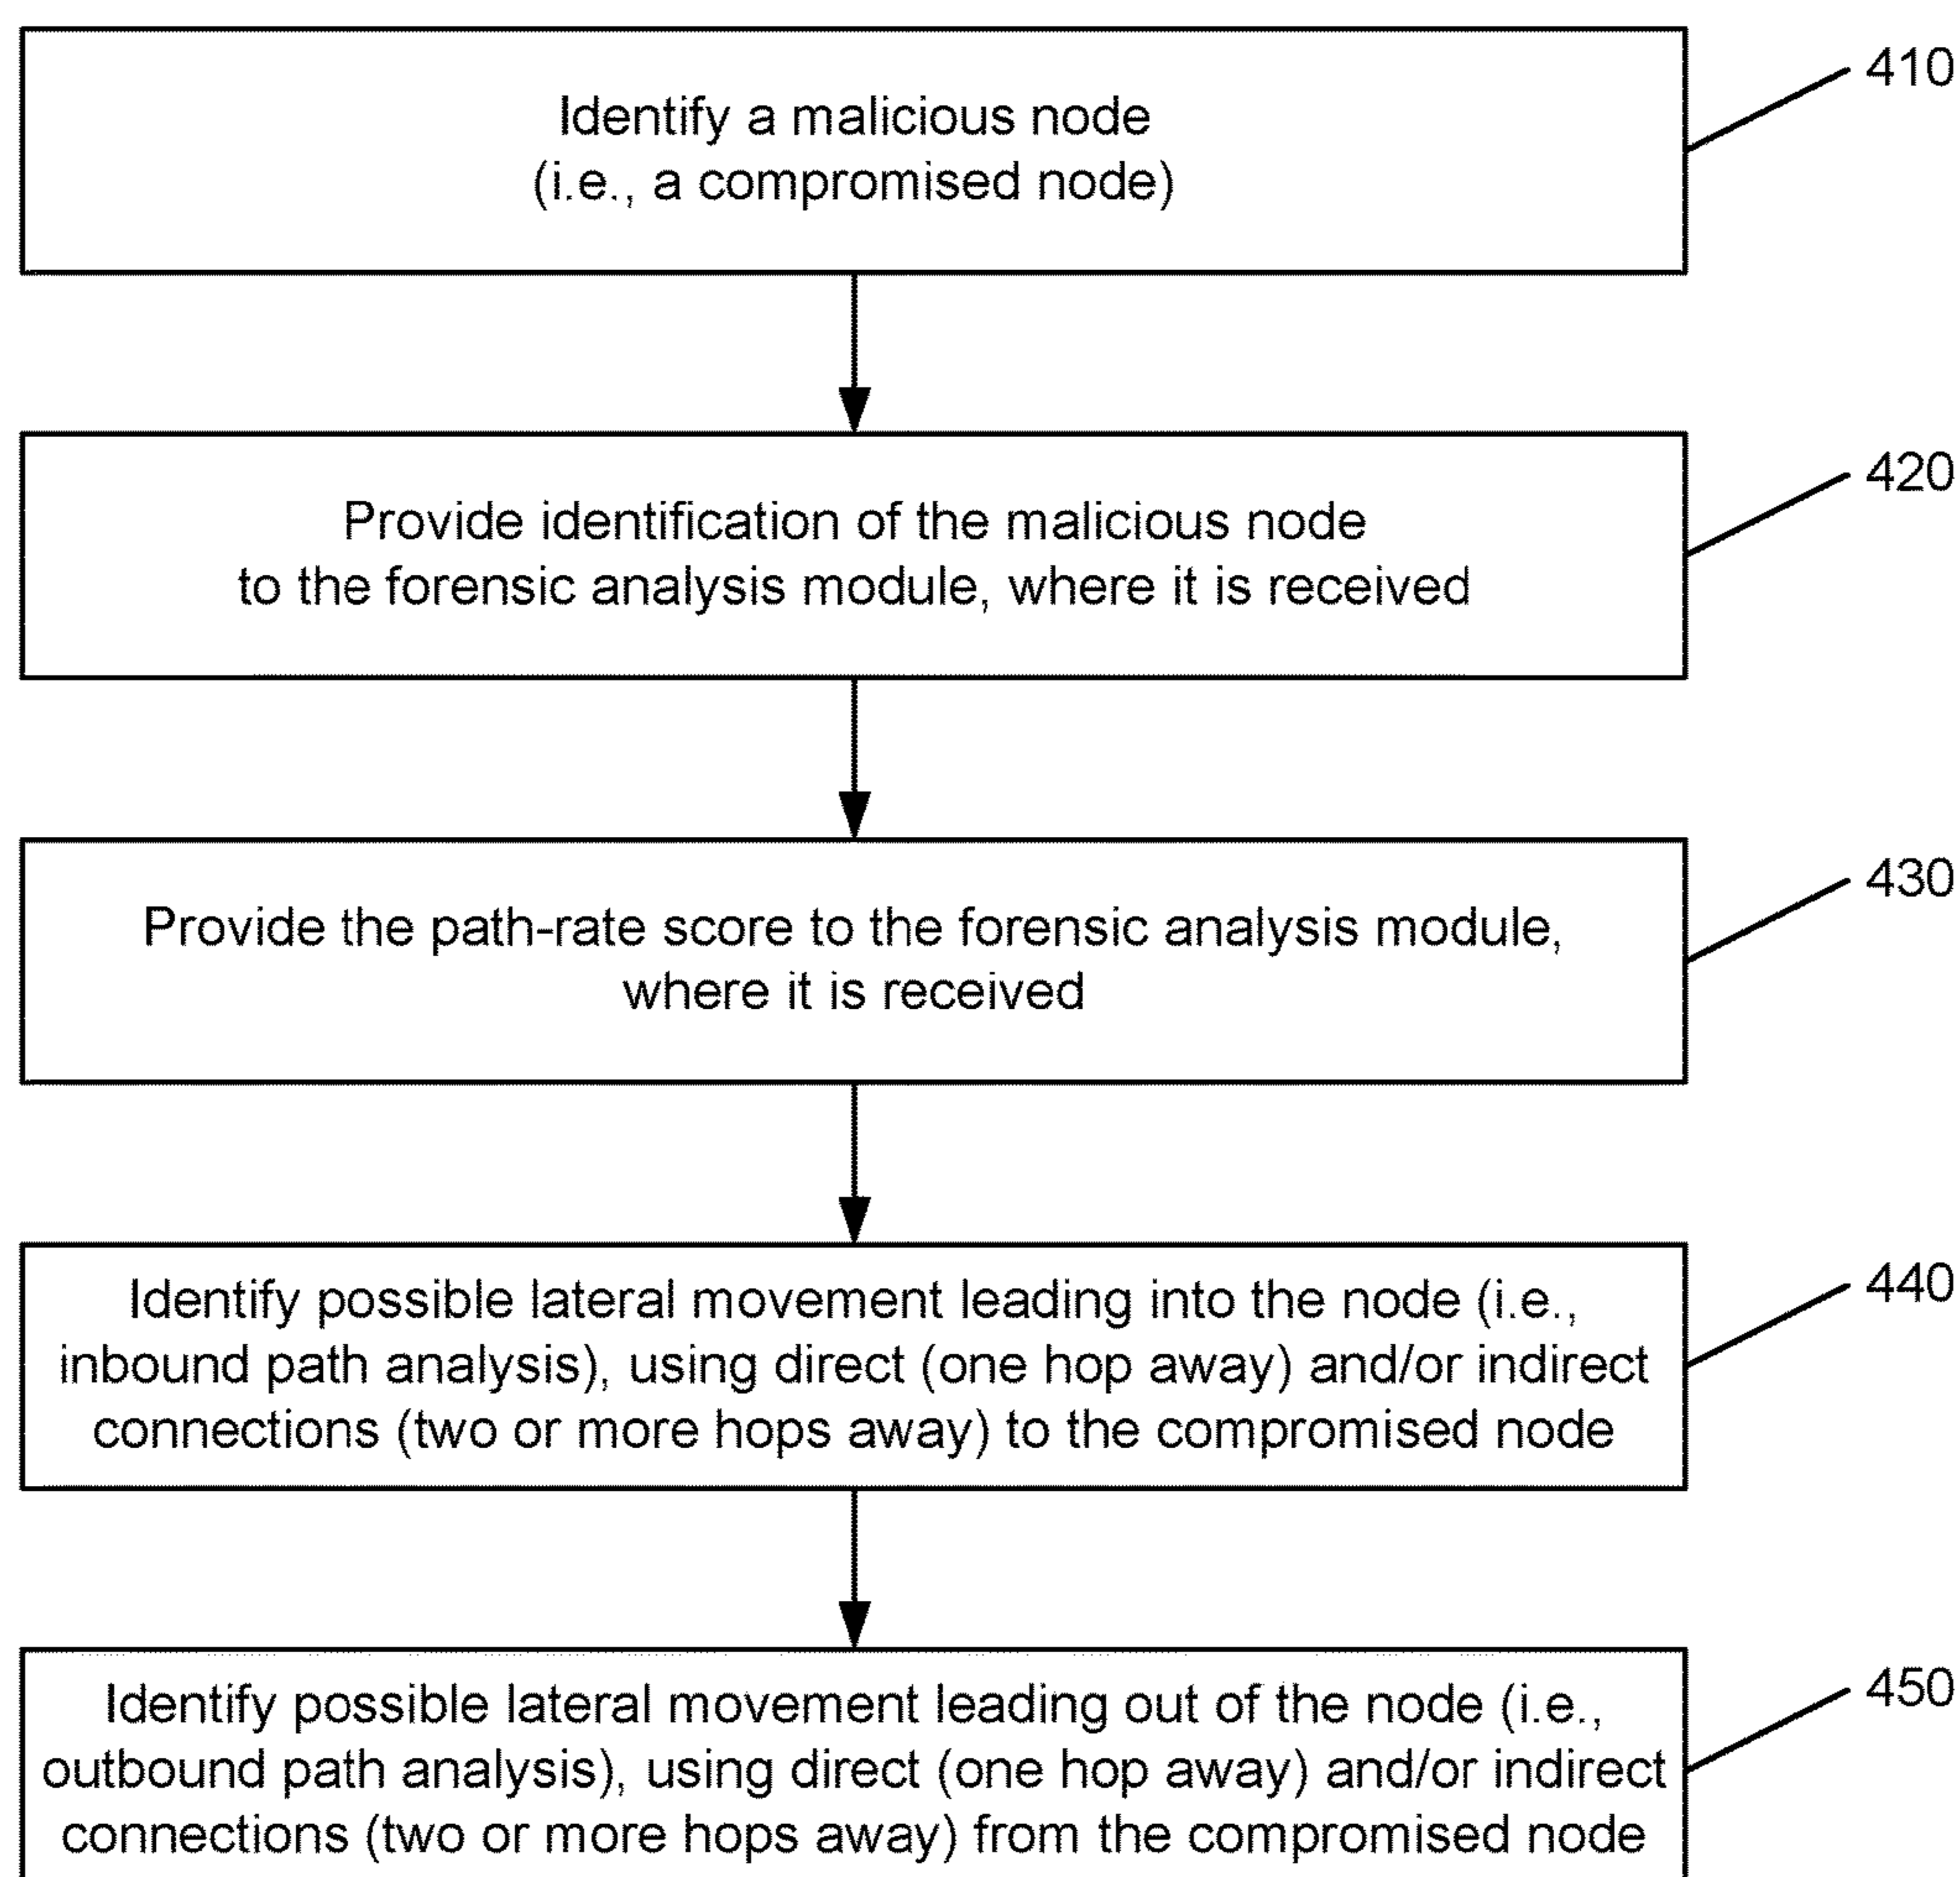 410
Identify a malicious node
(i.e., a compromised node)
420
Provide identification of the malicious node
to the forensic analysis module, where it is received
430
Provide the path-rate score to the forensic analysis module,
where it is received
440
Identify possible lateral movement leading into the node (i.e.,
inbound path analysis), using direct (one hop away) and/or indirect
connections (two or more hops away) to the compromised node
450
Identify possible lateral movement leading out of the node (i.e.,
outbound path analysis), using direct (one hop away) and/or indirect
connections (two or more hops away) from the compromised node